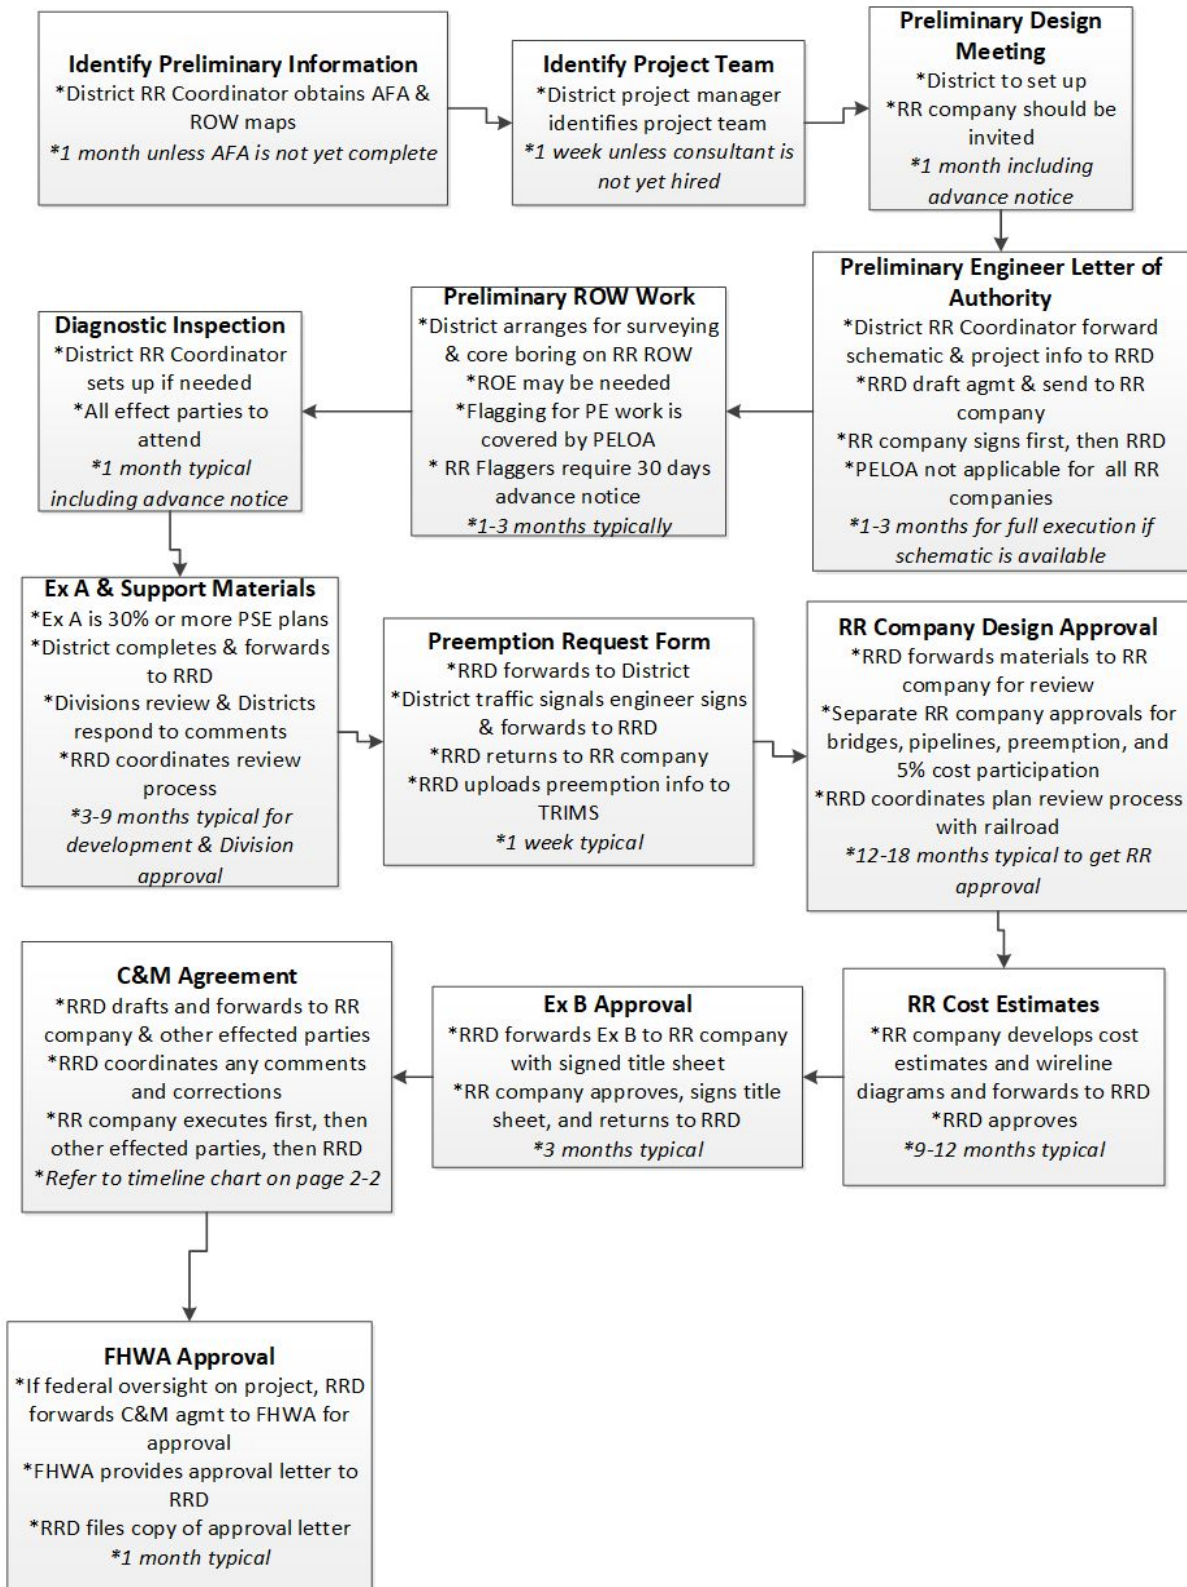 Identify Preliminary Information
*District RR Coordinator obtains AFA &
ROW maps
*1 month unless AFA is not yet complete
Identify Project Team
*District project manager
identifies project team
*1 week unless consultant is
not yet hired
Preliminary Design
Meeting
*District to set up
*RR company should be
invited
*1 month including
advance notice
Preliminary Engineer Letter of
Authority
*District RR Coordinator forward
schematic & project info to RRD
*RRD draft agmt & send to RR
company
*RR company signs first, then RRD
*PELOA not applicable for all RR
companies
*1-3 months for full execution if
schematic is available
Preliminary ROW Work
*District arranges for surveying
& core boring on RR ROW
*ROE may be needed
*Flagging for PE work is
covered by PELOA
* RR Flaggers require 30 days
advance notice
*1-3 months typically
Diagnostic Inspection
*District RR Coordinator
sets up if needed
*All effect parties to
attend
*1 month typical
including advance notice
Ex A & Support Materials
*Ex A is 30% or more PSE plans
*District completes & forwards
to RRD
*Divisions review & Districts
respond to comments
*RRD coordinates review
process
*3-9 months typical for
development & Division
approval
Preemption Request Form
*RRD forwards to District
*District traffic signals engineer signs
& forwards to RRD
*RRD returns to RR company
*RRD uploads preemption info to
TRIMS
*1 week typical
RR Company Design Approval
*RRD forwards materials to RR
company for review
*Separate RR company approvals for
bridges, pipelines, preemption, and
5% cost participation
*RRD coordinates plan review process
with railroad
*12-18 months typical to get RR
approval
RR Cost Estimates
*RR company develops cost
estimates and wireline
diagrams and forwards to RRD
*RRD approves
*9-12 months typical
Ex B Approval
*RRD forwards Ex B to RR company
with signed title sheet
*RR company approves, signs title
sheet, and returns to RRD
*3 months typical
C&M Agreement
*RRD drafts and forwards to RR
company & other effected parties
*RRD coordinates any comments
and corrections
*RR company executes first, then
other effected parties, then RRD
*Refer to timeline chart on page 2-2
FHWA Approval
*If federal oversight on project, RRD
forwards C&M agmt to FHWA for
approval
*FHWA provides approval letter to
RRD
*RRD files copy of approval letter
*1 month typical